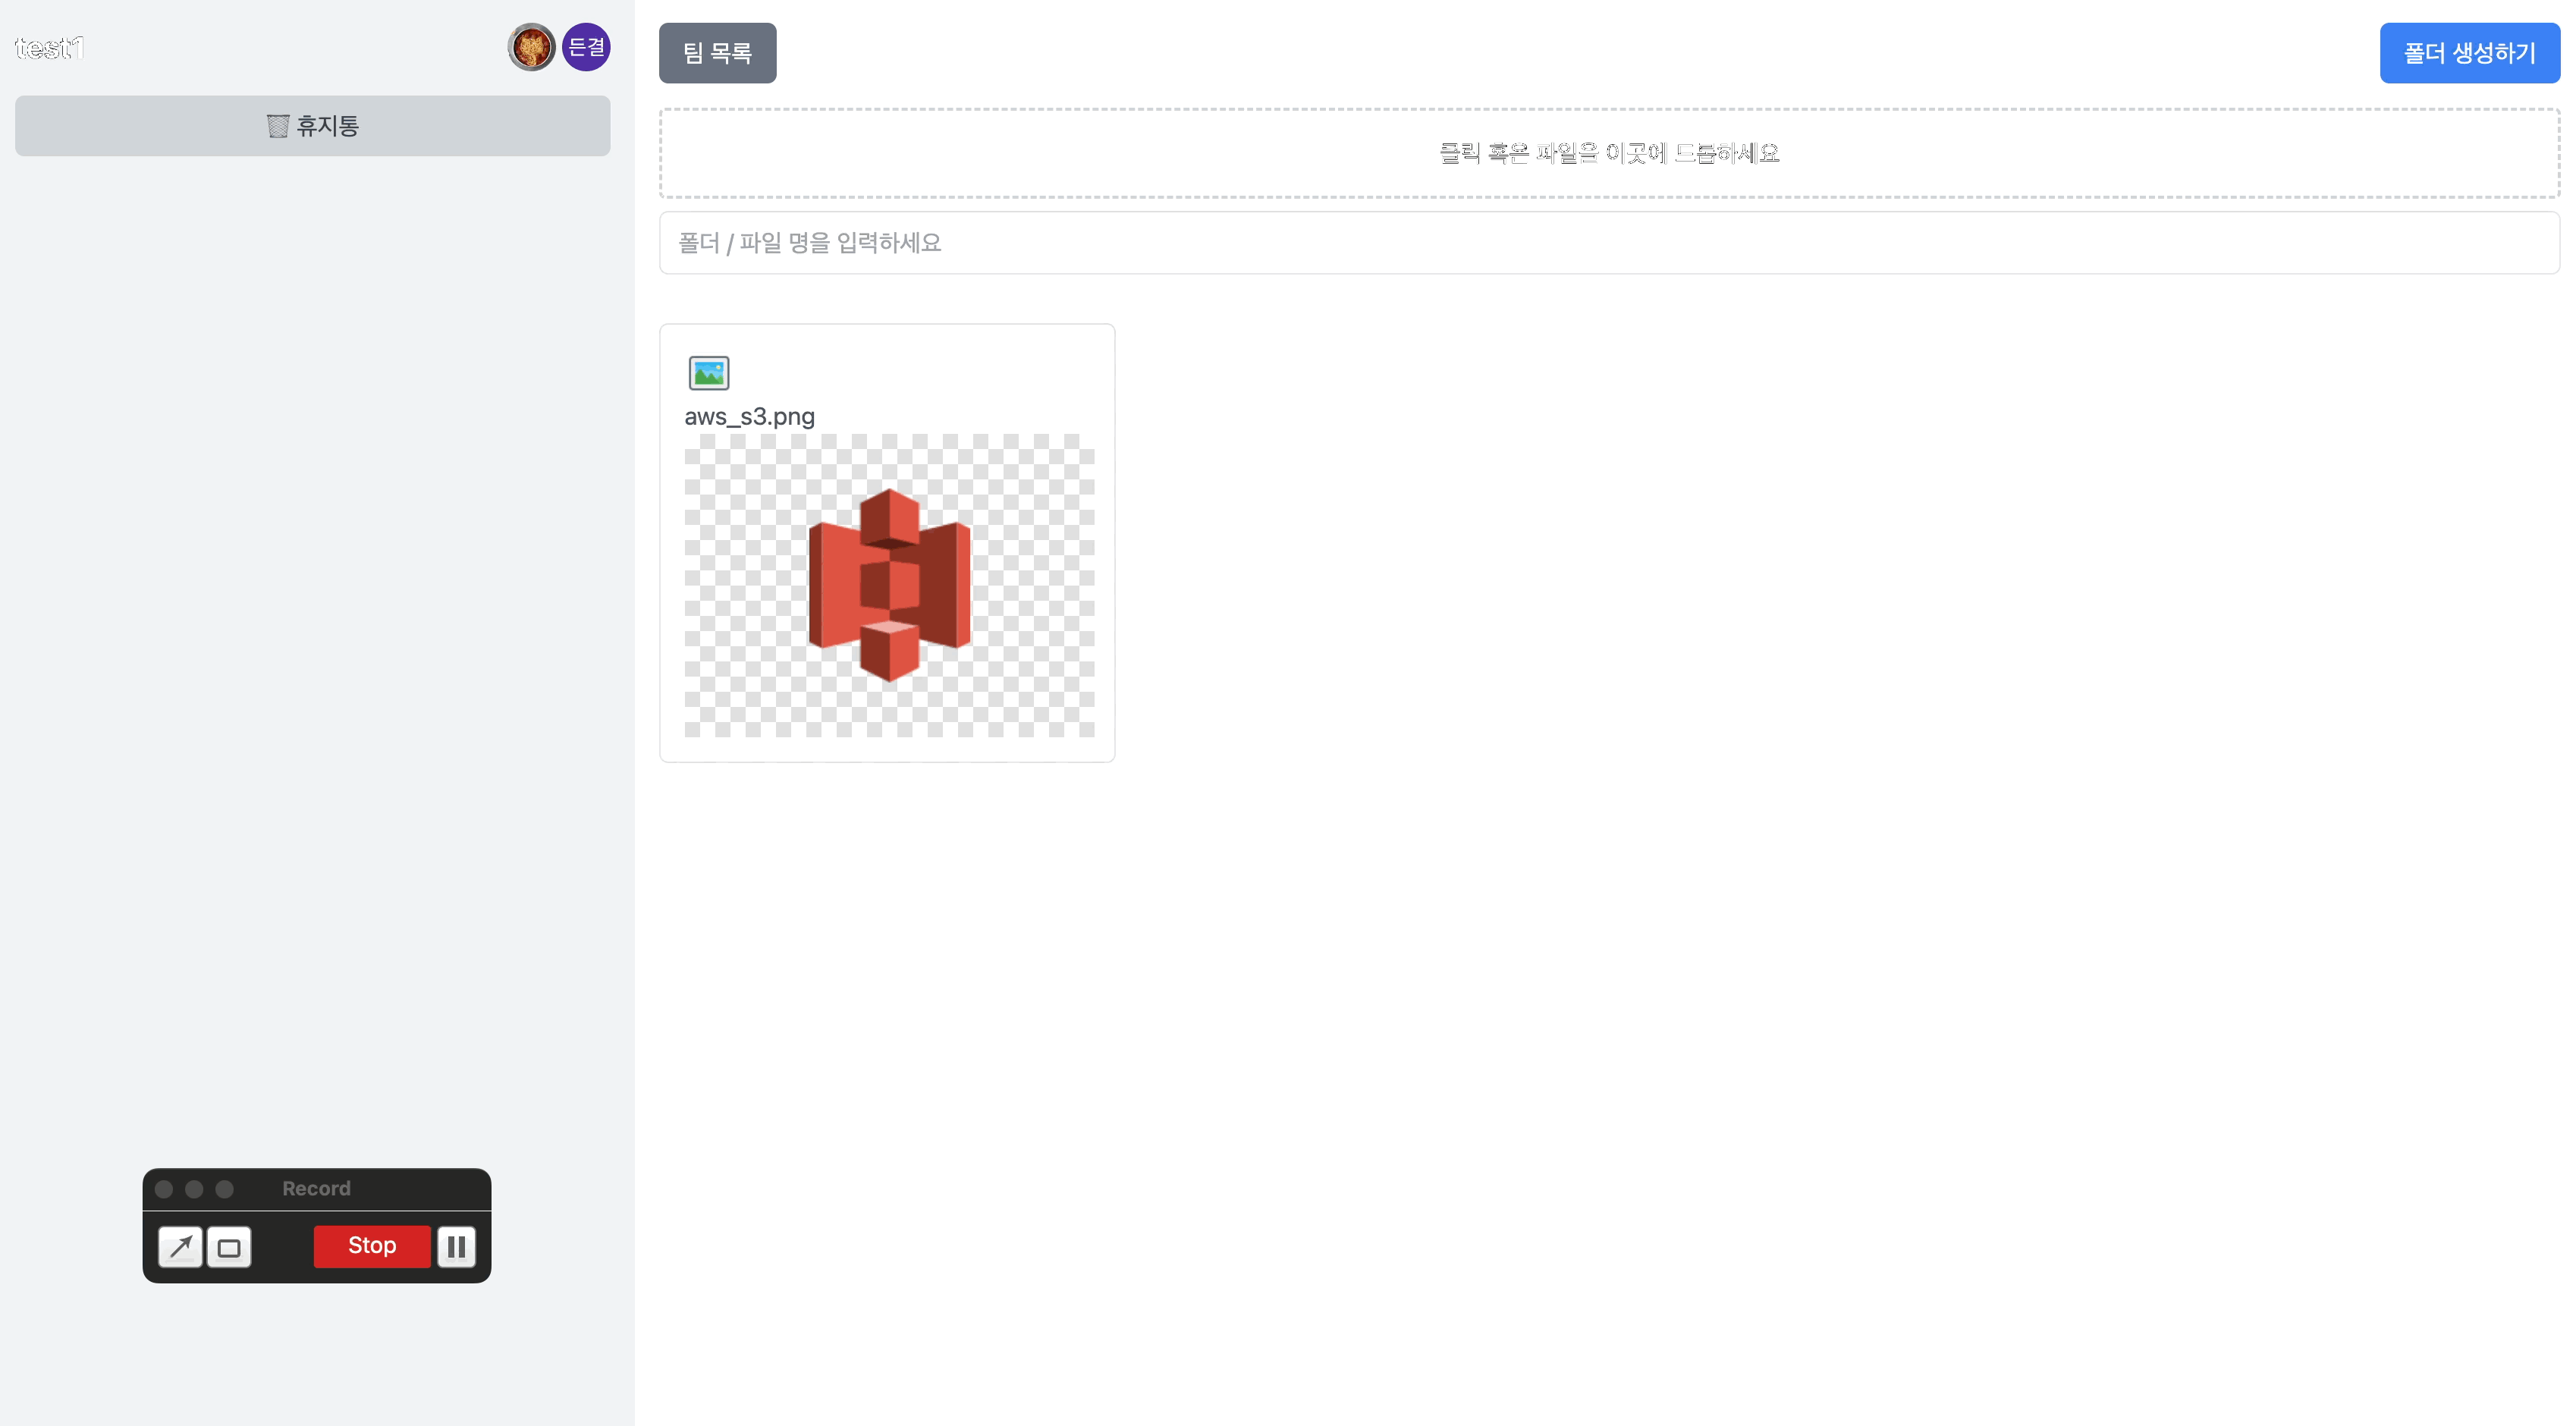 test1
든결
휴지통
팀 목록
폴더 생성하기
클릭 혹은 파일을 이곳에 드롭하세요
폴더 / 파일 명을 입력하세요
aws_s3.png
Record
Stop